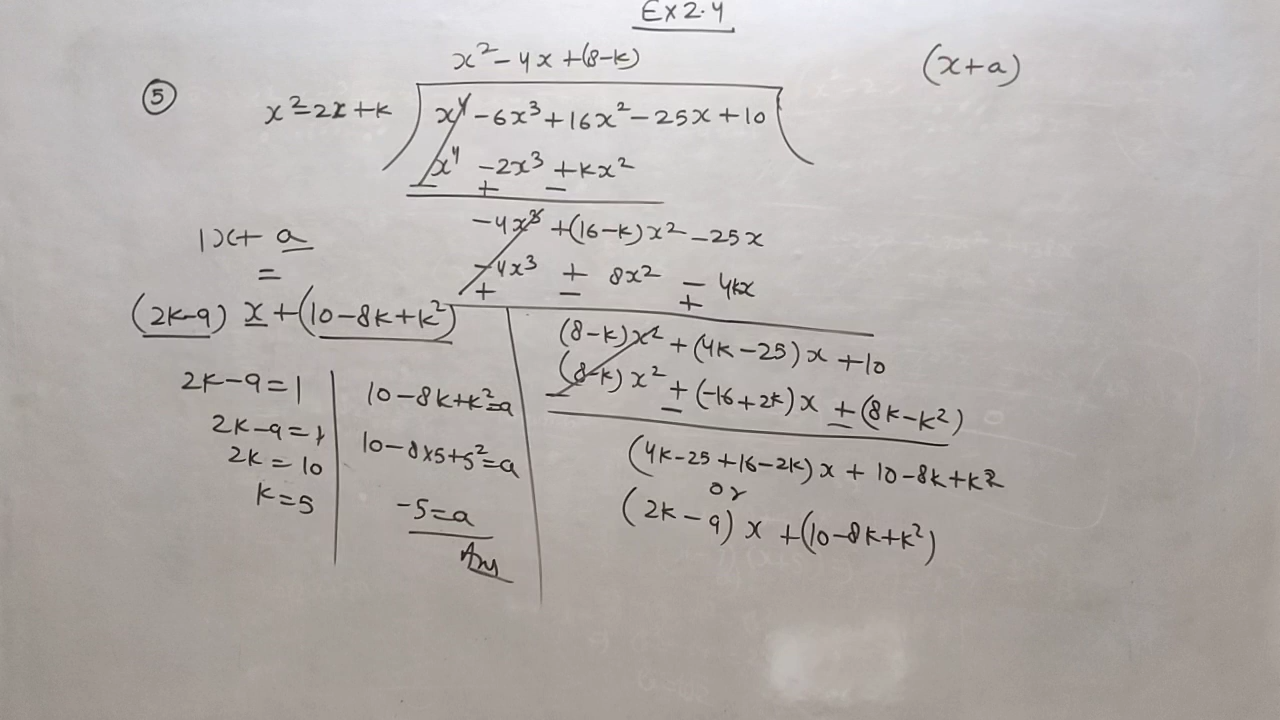 Ex 2.4
x² - 4x + (8-k)
(x+a)
⑤ x² - 2x + k ) x⁴ - 6x³ + 16x² - 25x + 10 (
x⁴ - 2x³ + kx²
- + -
-4x³ + (16-k)x² - 25x
-4x³ + 8x² - 4kx
+ - +
(8-k)x² + (4k-25)x + 10
(8-k)x² + (-16+2k)x + (8k-k²)
- - -
(4k-25+16-2k)x + 10-8k+k²
or
(2k-9)x + (10-8k+k²)
1x + a
=
(2k-9) x + (10-8k+k²)
2k-9=1
2k-9=1
2k=10
k=5
10-8k+k²=a
10-8x5+5²=a
-5=a
Ans